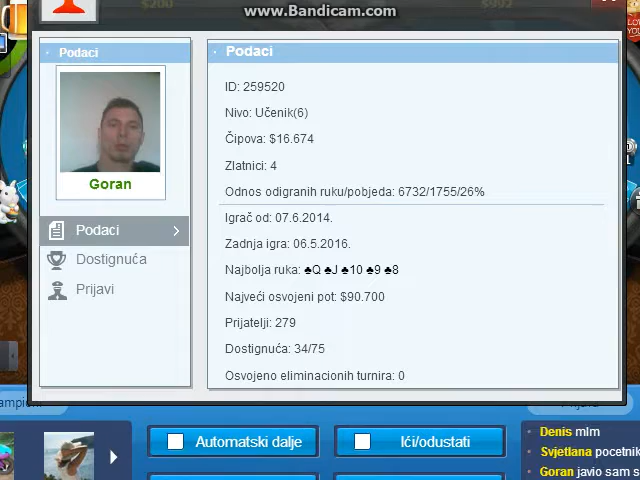 $200
$992
www.Bandicam.com
Podaci
Goran
Podaci
Dostignuća
Prijavi
Podaci
ID: 259520
Nivo: Učenik(6)
Čipova: $16.674
Zlatnici: 4
Odnos odigranih ruku/pobjeda: 6732/1755/26%
Igrač od: 07.6.2014.
Zadnja igra: 06.5.2016.
Najbolja ruka: ♣Q ♣J ♣10 ♣9 ♣8
Najveći osvojeni pot: $90.700
Prijatelji: 279
Dostignuća: 34/75
Osvojeno eliminacionih turnira: 0
Automatski dalje
Ići/odustati
Denis mlm
Svjetlana pocetnik
Goran javio sam s